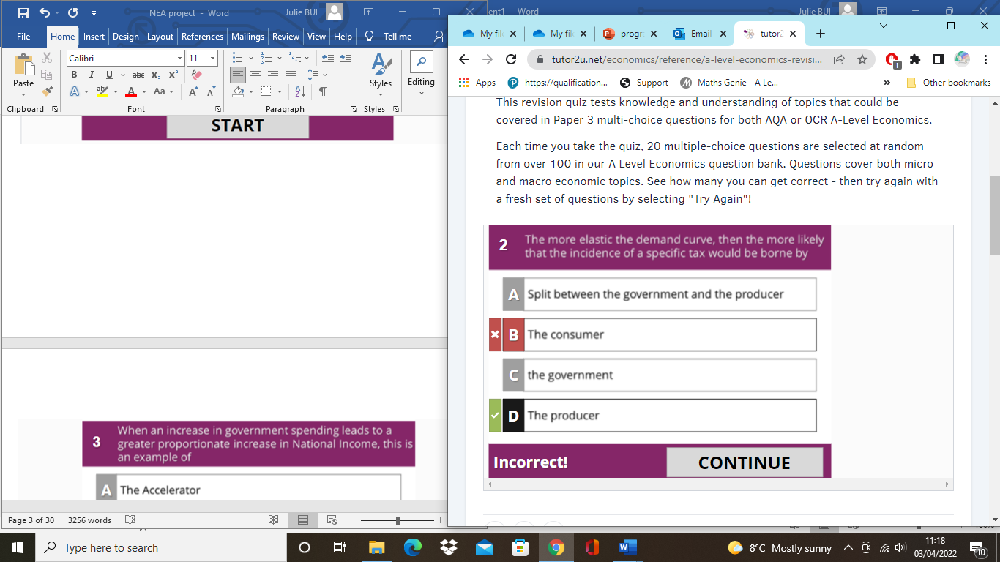 NEA project - Word
Julie BUI
ent1 - Word
Julie BUI
File Home Insert Design Layout References Mailings Review View Help Tell me
Paste
Calibri 11
B I U abc x₂ x²
A ab A Aa A A
Styles
Editing
Clipboard Font Paragraph Styles
START
3 When an increase in government spending leads to a
greater proportionate increase in National Income, this is
an example of
A The Accelerator
Page 3 of 30 3256 words
My file My file progra Email tutor2
tutor2u.net/economics/reference/a-level-economics-revisi...
1
Apps https://qualification... Support Maths Genie - A Le... » Other bookmarks
This revision quiz tests knowledge and understanding of topics that could be
covered in Paper 3 multi-choice questions for both AQA or OCR A-Level Economics.
Each time you take the quiz, 20 multiple-choice questions are selected at random
from over 100 in our A Level Economics question bank. Questions cover both micro
and macro economic topics. See how many you can get correct - then try again with
a fresh set of questions by selecting "Try Again"!
2 The more elastic the demand curve, then the more likely
that the incidence of a specific tax would be borne by
A Split between the government and the producer
B The consumer
C the government
D The producer
Incorrect! CONTINUE
Type here to search
8°C Mostly sunny
11:18
03/04/2022
10